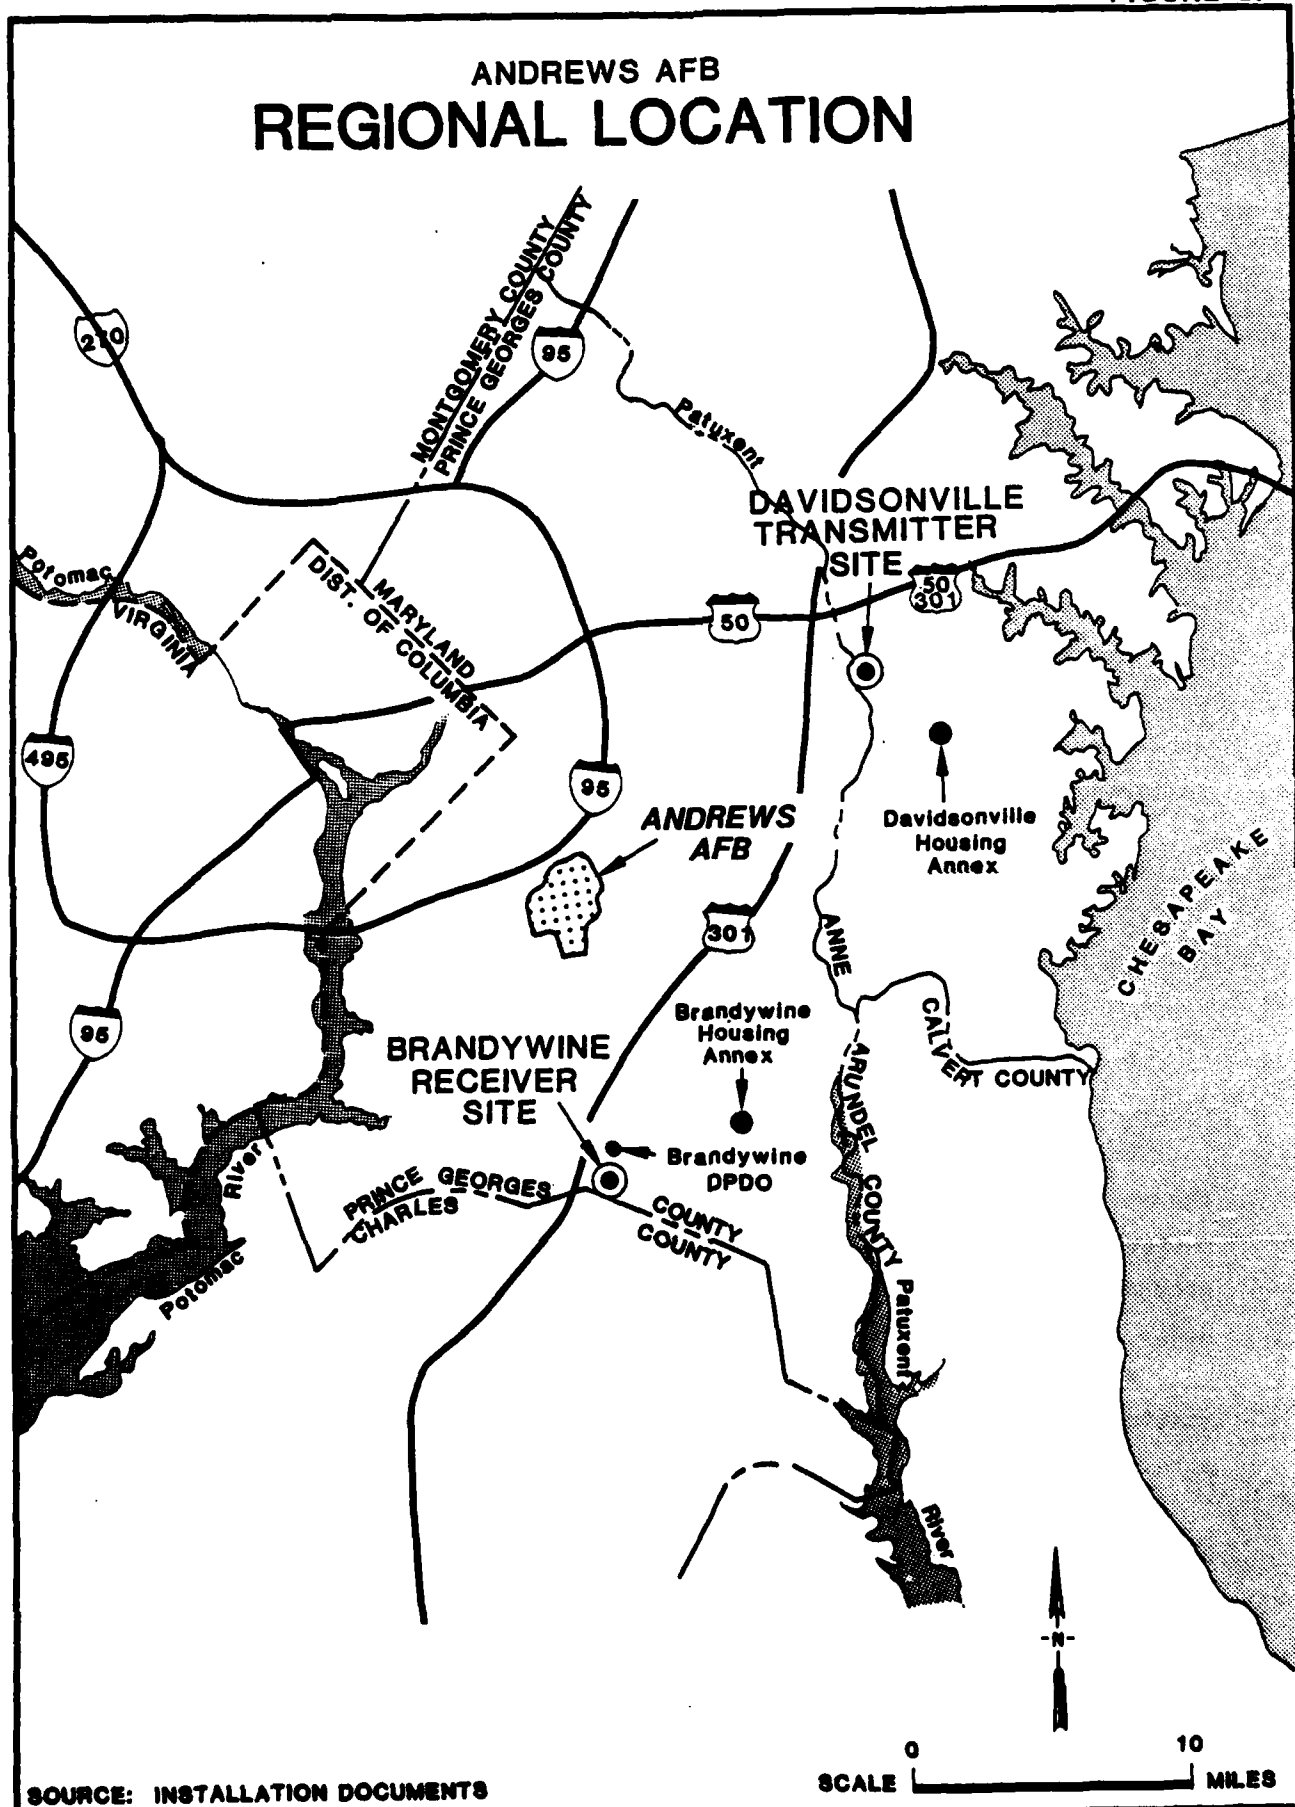 ANDREWS AFB
REGIONAL LOCATION
MONTGOMERY COUNTY
PRINCE GEORGES COUNTY
270
95
Patuxent
DAVIDSONVILLE
TRANSMITTER
SITE
50
301
Potomac
VIRGINIA
MARYLAND
DIST. OF COLUMBIA
50
495
95
ANDREWS
AFB
Davidsonville
Housing
Annex
CHESAPEAKE
BAY
301
ANNE
ARUNDEL
COUNTY
95
BRANDYWINE
RECEIVER
SITE
Brandywine
Housing
Annex
CALVERT COUNTY
Brandywine
DPDO
River
Potomac
PRINCE GEORGES COUNTY
CHARLES COUNTY
Patuxent
River
-N-
0 10
SCALE MILES
SOURCE: INSTALLATION DOCUMENTS